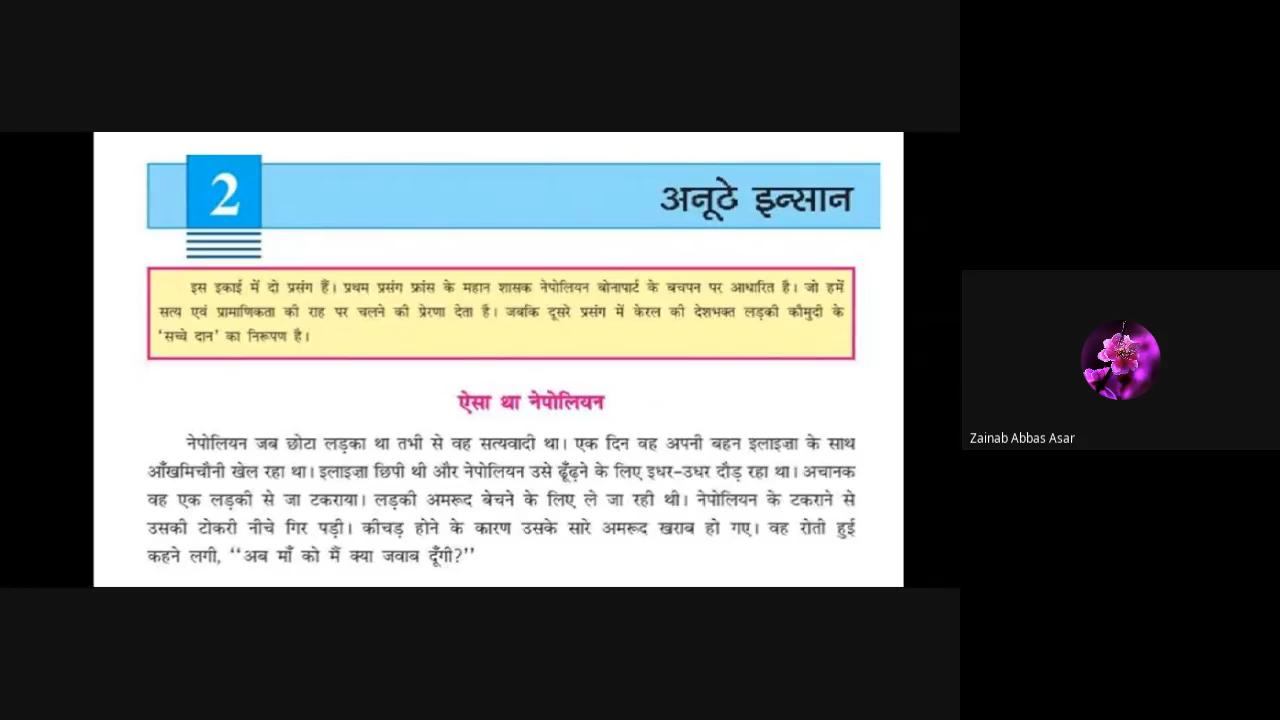 2
अनूठे इन्सान
इस इकाई में दो प्रसंग हैं। प्रथम प्रसंग फ्रांस के महान शासक नेपोलियन बोनापार्ट के बचपन पर आधारित है। जो हमें
सत्य एवं प्रामाणिकता की राह पर चलने की प्रेरणा देता है। जबकि दूसरे प्रसंग में केरल की देशभक्त लड़की कौमुदी के
‘सच्चे दान’ का निरूपण है।
ऐसा था नेपोलियन
नेपोलियन जब छोटा लड़का था तभी से वह सत्यवादी था। एक दिन वह अपनी बहन इलाइज़ा के साथ
आँखमिचौनी खेल रहा था। इलाइज़ा छिपी थी और नेपोलियन उसे ढूँढ़ने के लिए इधर-उधर दौड़ रहा था। अचानक
वह एक लड़की से जा टकराया। लड़की अमरूद बेचने के लिए ले जा रही थी। नेपोलियन के टकराने से
उसकी टोकरी नीचे गिर पड़ी। कीचड़ होने के कारण उसके सारे अमरूद खराब हो गए। वह रोती हुई
कहने लगी, ‘‘अब माँ को मैं क्या जवाब दूँगी?’’
Zainab Abbas Asar